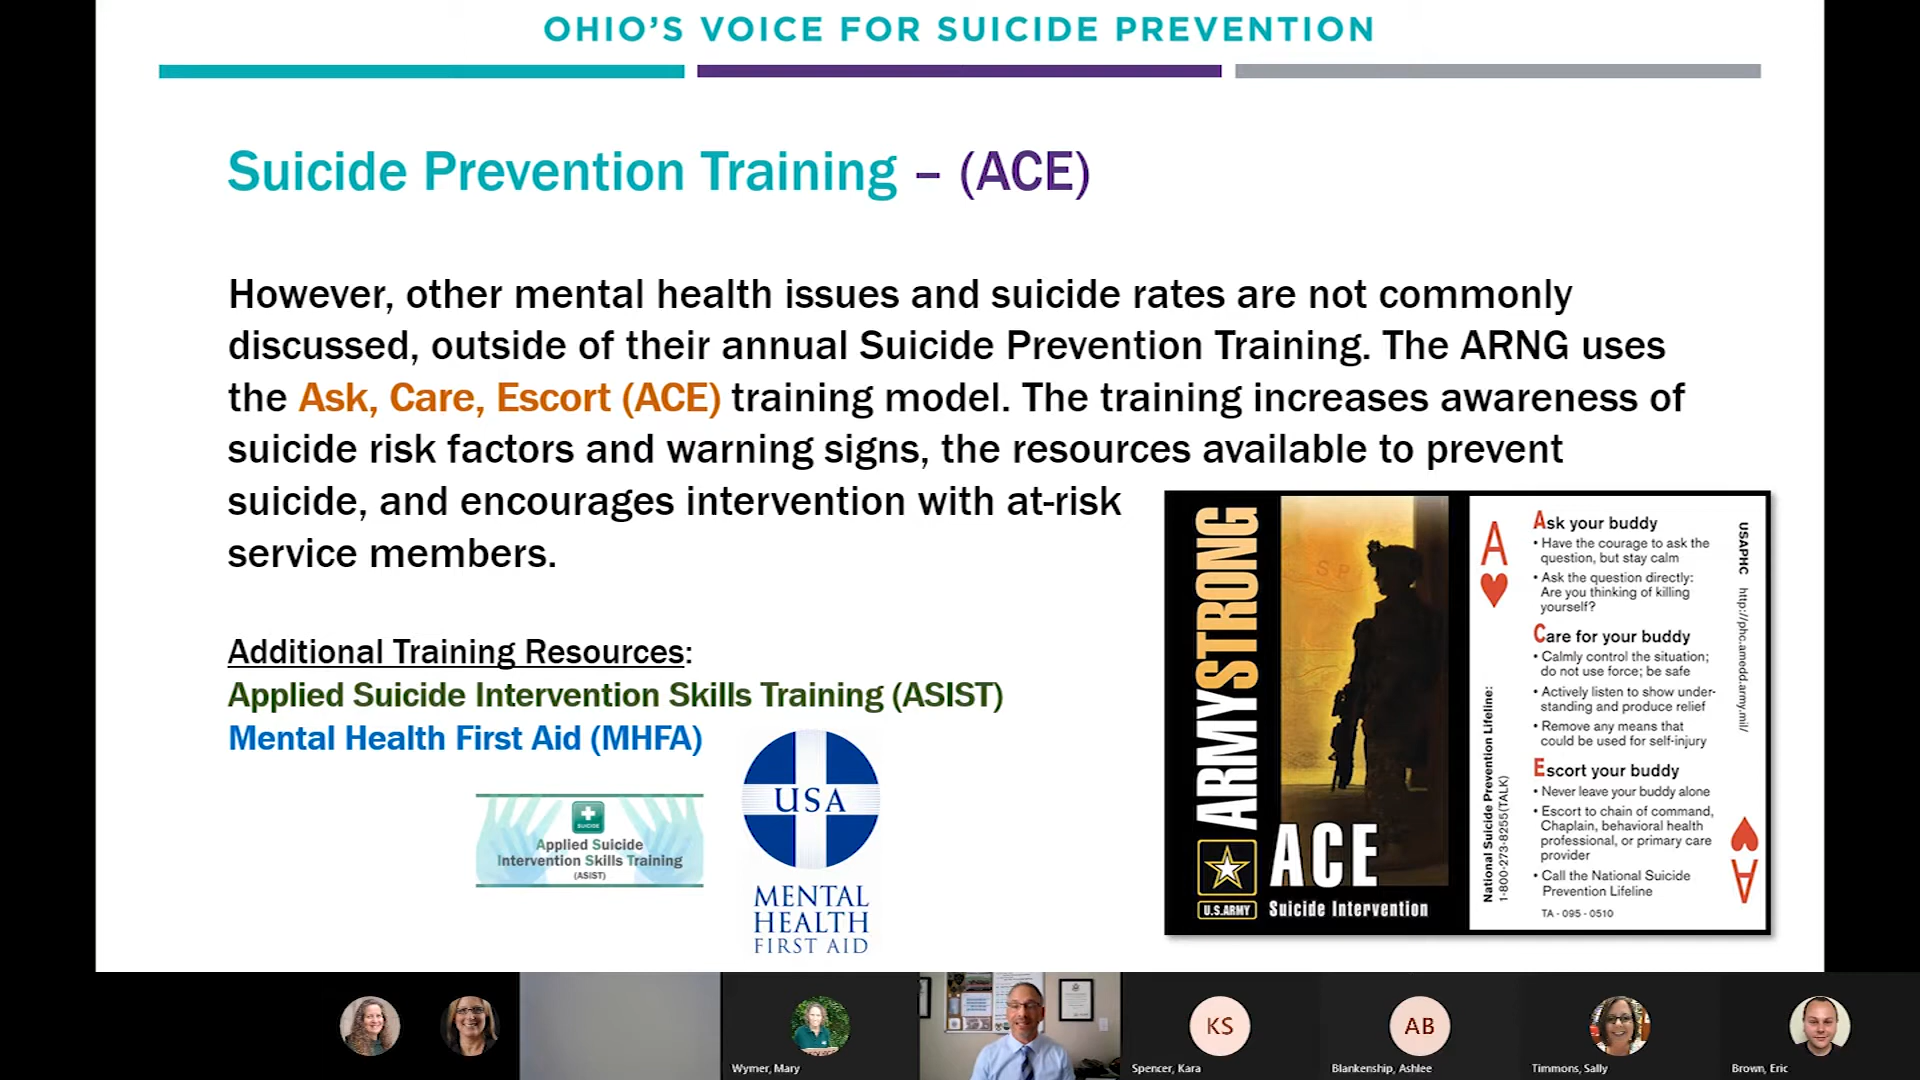 OHIO'S VOICE FOR SUICIDE PREVENTION
Suicide Prevention Training – (ACE)
However, other mental health issues and suicide rates are not commonly
discussed, outside of their annual Suicide Prevention Training. The ARNG uses
the Ask, Care, Escort (ACE) training model. The training increases awareness of
suicide risk factors and warning signs, the resources available to prevent
suicide, and encourages intervention with at-risk
service members.
Additional Training Resources:
Applied Suicide Intervention Skills Training (ASIST)
Mental Health First Aid (MHFA)
SUICIDE
Applied Suicide
Intervention Skills Training
(ASIST)
USA
MENTAL
HEALTH
FIRST AID
ARMYSTRONG
U.S.ARMY
ACE
Suicide Intervention
A
National Suicide Prevention Lifeline:
1-800-273-8255(TALK)
Ask your buddy
• Have the courage to ask the
question, but stay calm
• Ask the question directly:
Are you thinking of killing
yourself?
Care for your buddy
• Calmly control the situation;
do not use force; be safe
• Actively listen to show under-
standing and produce relief
• Remove any means that
could be used for self-injury
Escort your buddy
• Never leave your buddy alone
• Escort to chain of command,
Chaplain, behavioral health
professional, or primary care
provider
• Call the National Suicide
Prevention Lifeline
TA - 095 - 0510
USAPHC http://phc.amedd.army.mil/
A
Wymer, Mary
KS
Spencer, Kara
AB
Blankenship, Ashlee
Timmons, Sally
Brown, Eric